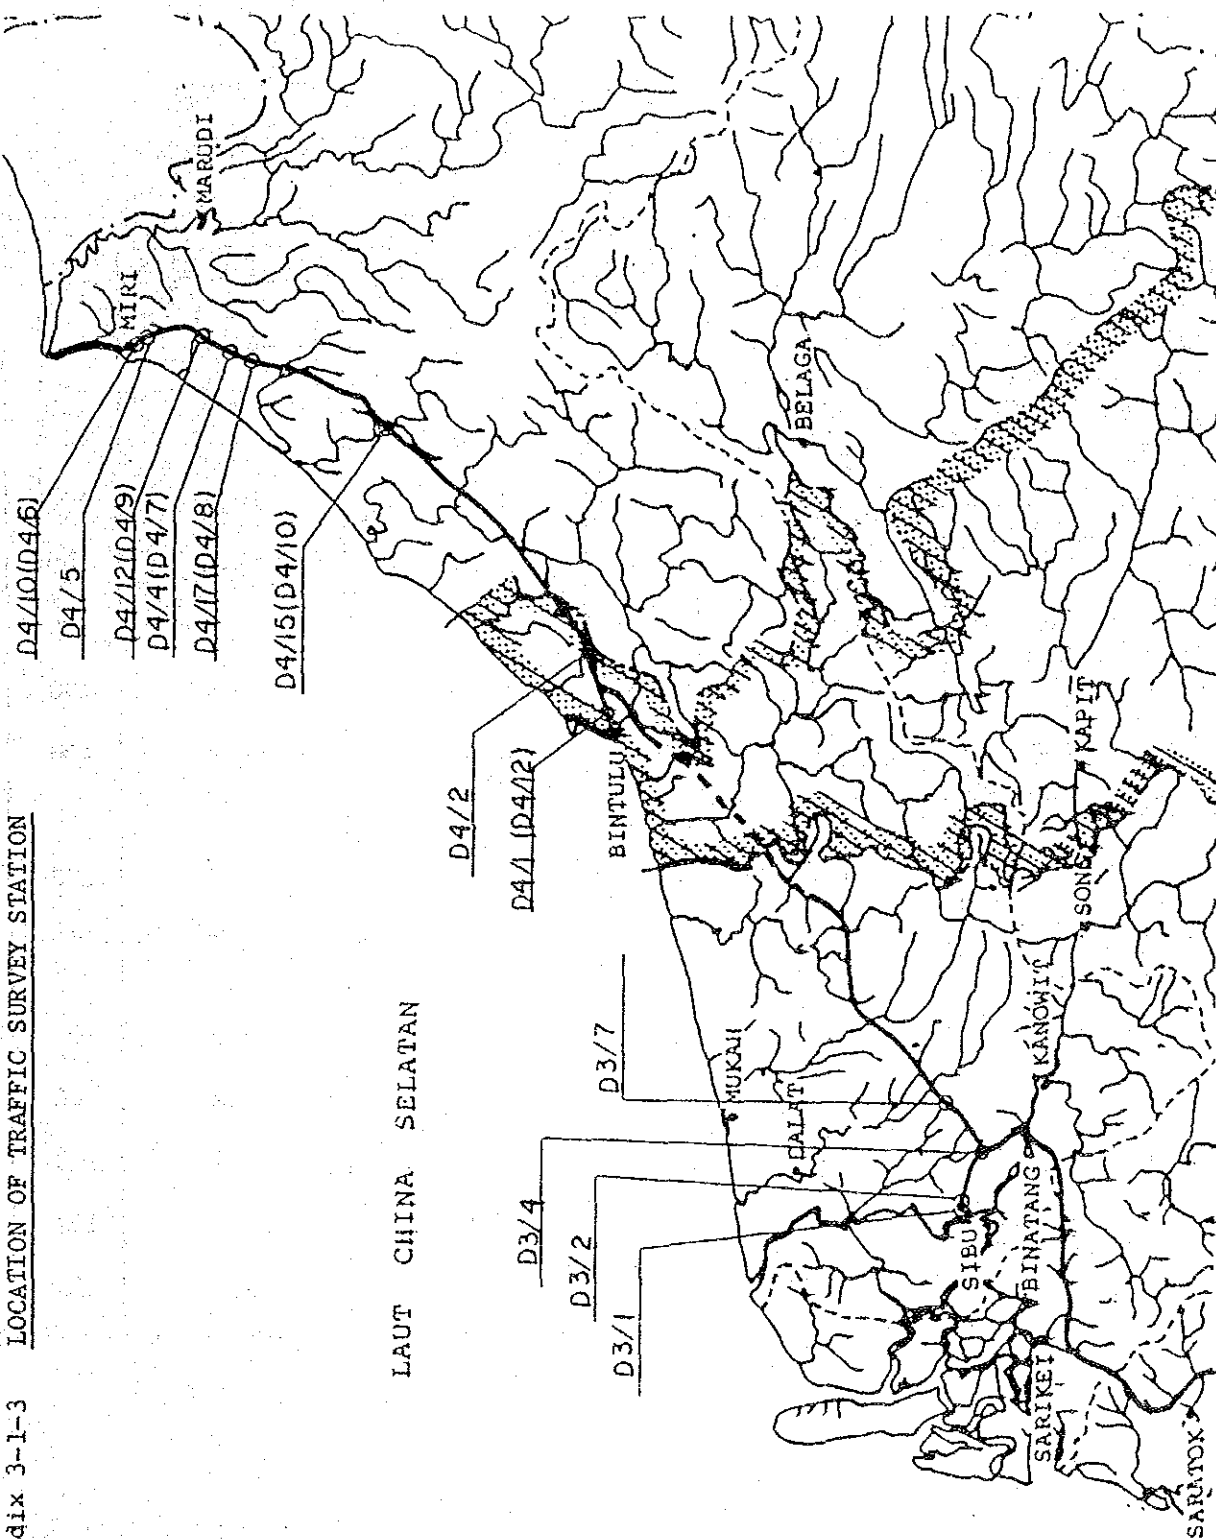 dix 3-1-3 LOCATION OF TRAFFIC SURVEY STATION
LAUT CHINA SELATAN
D4/10(D4/6)
D4/5
D4/12(D4/9)
D4/4(D4/7)
D4/17(D4/8)
D4/15(D4/10)
D4/2
D4/1 (D4/12)
D3/7
D3/4
D3/2
D3/1
MARUDI
MIRI
BELAGA
BINTULU
KAPIT
SONG
KANOWIT
MUKAH
DALAT
SIBU
BINATANG
SARIKEI
SARATOK